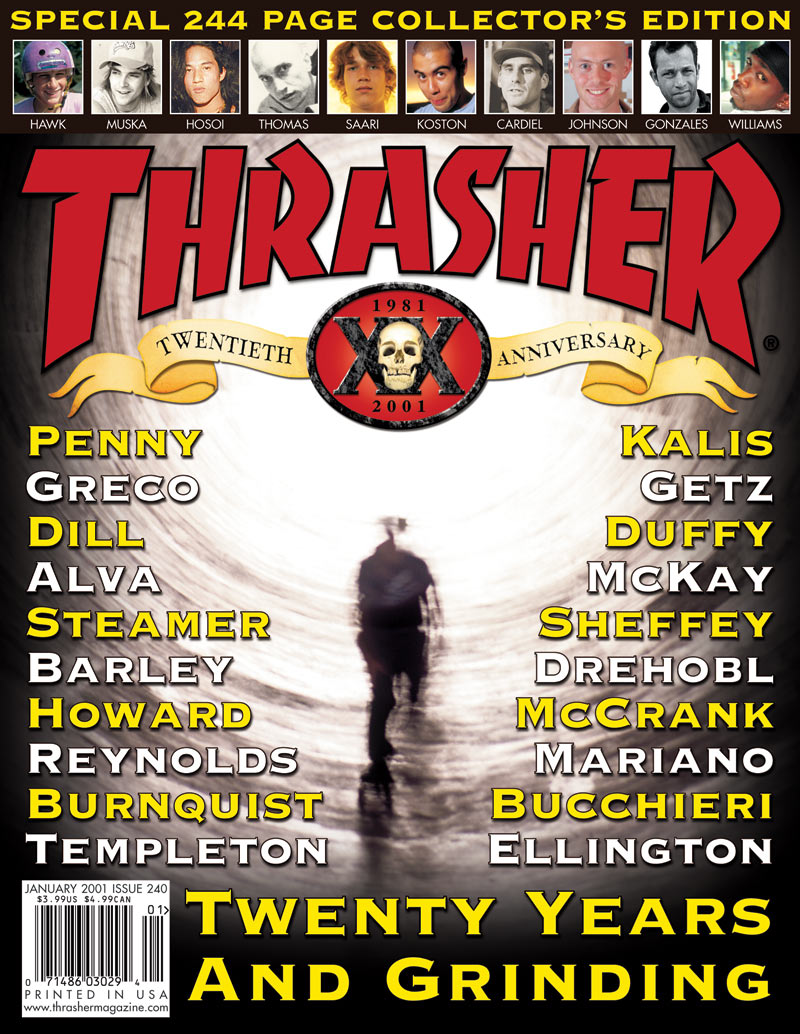 SPECIAL 244 PAGE COLLECTOR'S EDITION
HAWK MUSKA HOSOI THOMAS SAARI KOSTON CARDIEL JOHNSON GONZALES WILLIAMS
THRASHER®
1981
TWENTIETH XX ANNIVERSARY
2001
PENNY KALIS
GRECO GETZ
DILL DUFFY
ALVA MCKAY
STEAMER SHEFFEY
BARLEY DREHOBL
HOWARD MCCRANK
REYNOLDS MARIANO
BURNQUIST BUCCHIERI
TEMPLETON ELLINGTON
JANUARY 2001 ISSUE 240
$3.99US $4.99CAN
01>
0 71486 03029 4
PRINTED IN USA
www.thrashermagazine.com
TWENTY YEARS
AND GRINDING